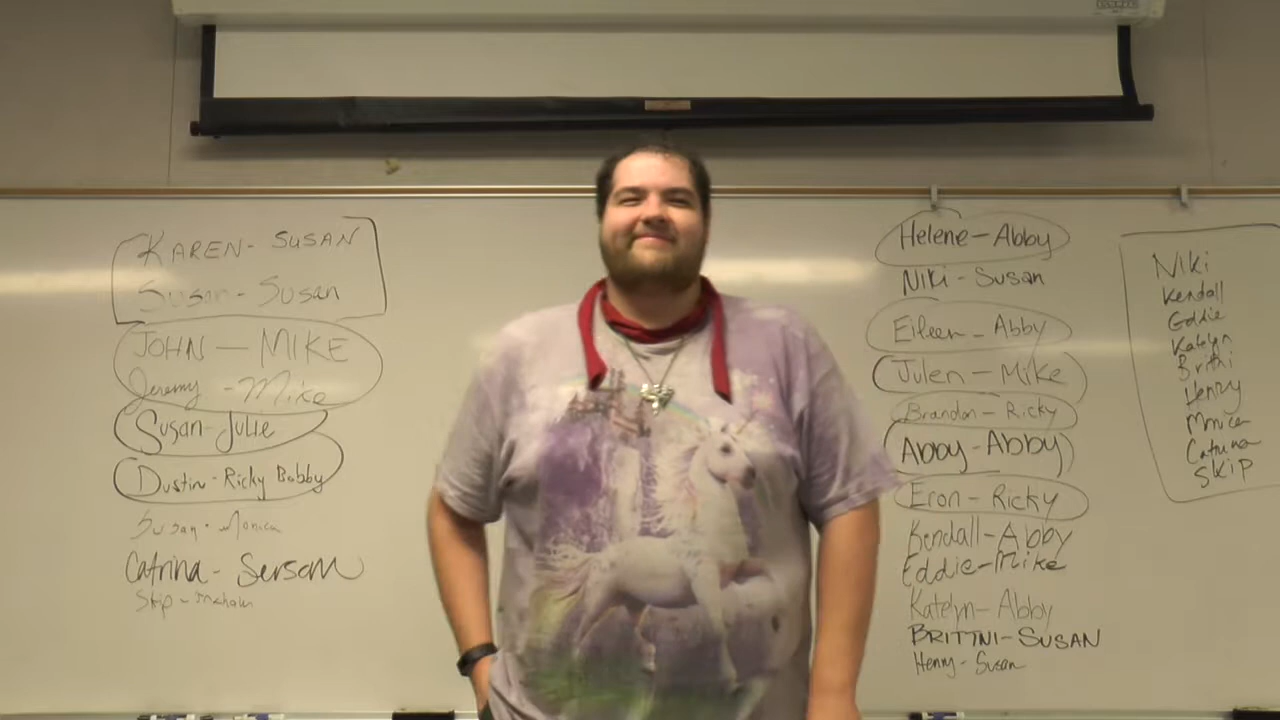 KAREN- SUSAN
Susan- Susan
JOHN — MIKE
Jeremy - Mike
Susan-Julie
Dustin-Ricky Bobby
Susan - Monica
Catrina-
Skip -
Helene-Abby
Niki - Susan
Eileen - Abby
Julen - Mike
Brandon - Ricky
Abby-Abby
Eron - Ricky
Kendall-Abby
Eddie-Mike
Katelyn-Abby
BRITTNI-SUSAN
Henry- Susan
Niki
Kendall
Eddie
Katelyn
Brittni
Henry
Catrina
SKIP